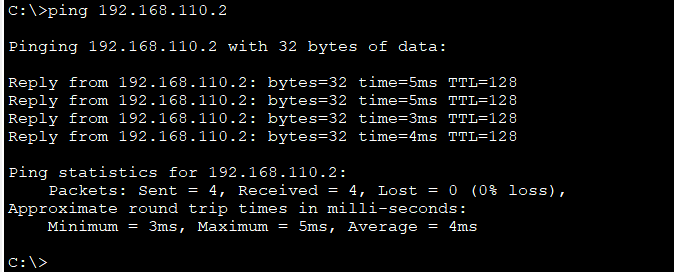 C:\>ping 192.168.110.2
Pinging 192.168.110.2 with 32 bytes of data:
Reply from 192.168.110.2: bytes=32 time=5ms TTL=128
Reply from 192.168.110.2: bytes=32 time=5ms TTL=128
Reply from 192.168.110.2: bytes=32 time=3ms TTL=128
Reply from 192.168.110.2: bytes=32 time=4ms TTL=128
Ping statistics for 192.168.110.2:
    Packets: Sent = 4, Received = 4, Lost = 0 (0% loss),
Approximate round trip times in milli-seconds:
    Minimum = 3ms, Maximum = 5ms, Average = 4ms
C:\>